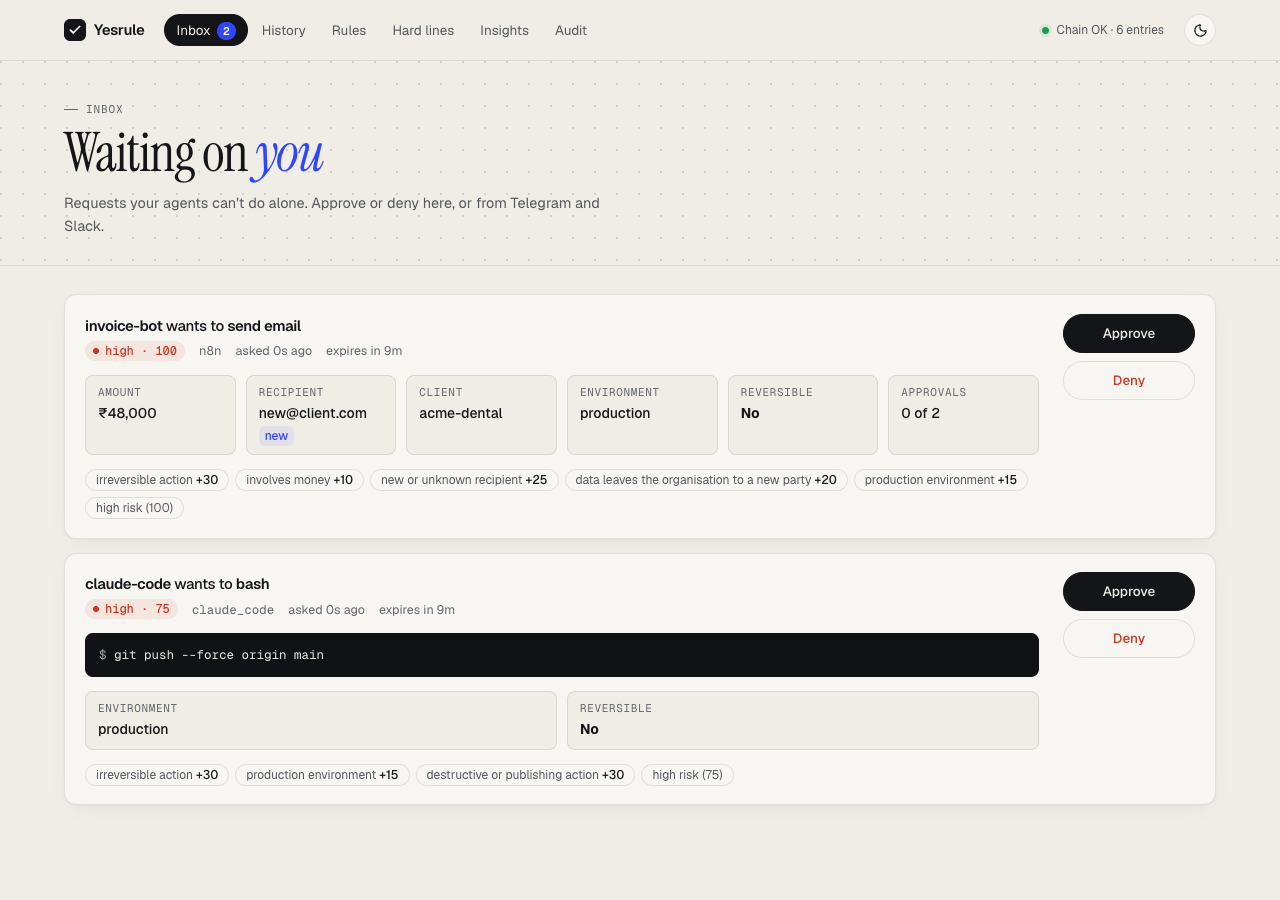 Yesrule Inbox 2 History Rules Hard lines Insights Audit Chain OK · 6 entries
— INBOX
Waiting on you
Requests your agents can't do alone. Approve or deny here, or from Telegram and
Slack.
invoice-bot wants to send email
high · 100 n8n asked 0s ago expires in 9m
Approve
Deny
AMOUNT RECIPIENT CLIENT ENVIRONMENT REVERSIBLE APPROVALS
₹48,000 new@client.com acme-dental production No 0 of 2
new
irreversible action +30 involves money +10 new or unknown recipient +25 data leaves the organisation to a new party +20 production environment +15
high risk (100)
claude-code wants to bash
high · 75 claude_code asked 0s ago expires in 9m
Approve
Deny
$ git push --force origin main
ENVIRONMENT REVERSIBLE
production No
irreversible action +30 production environment +15 destructive or publishing action +30 high risk (75)